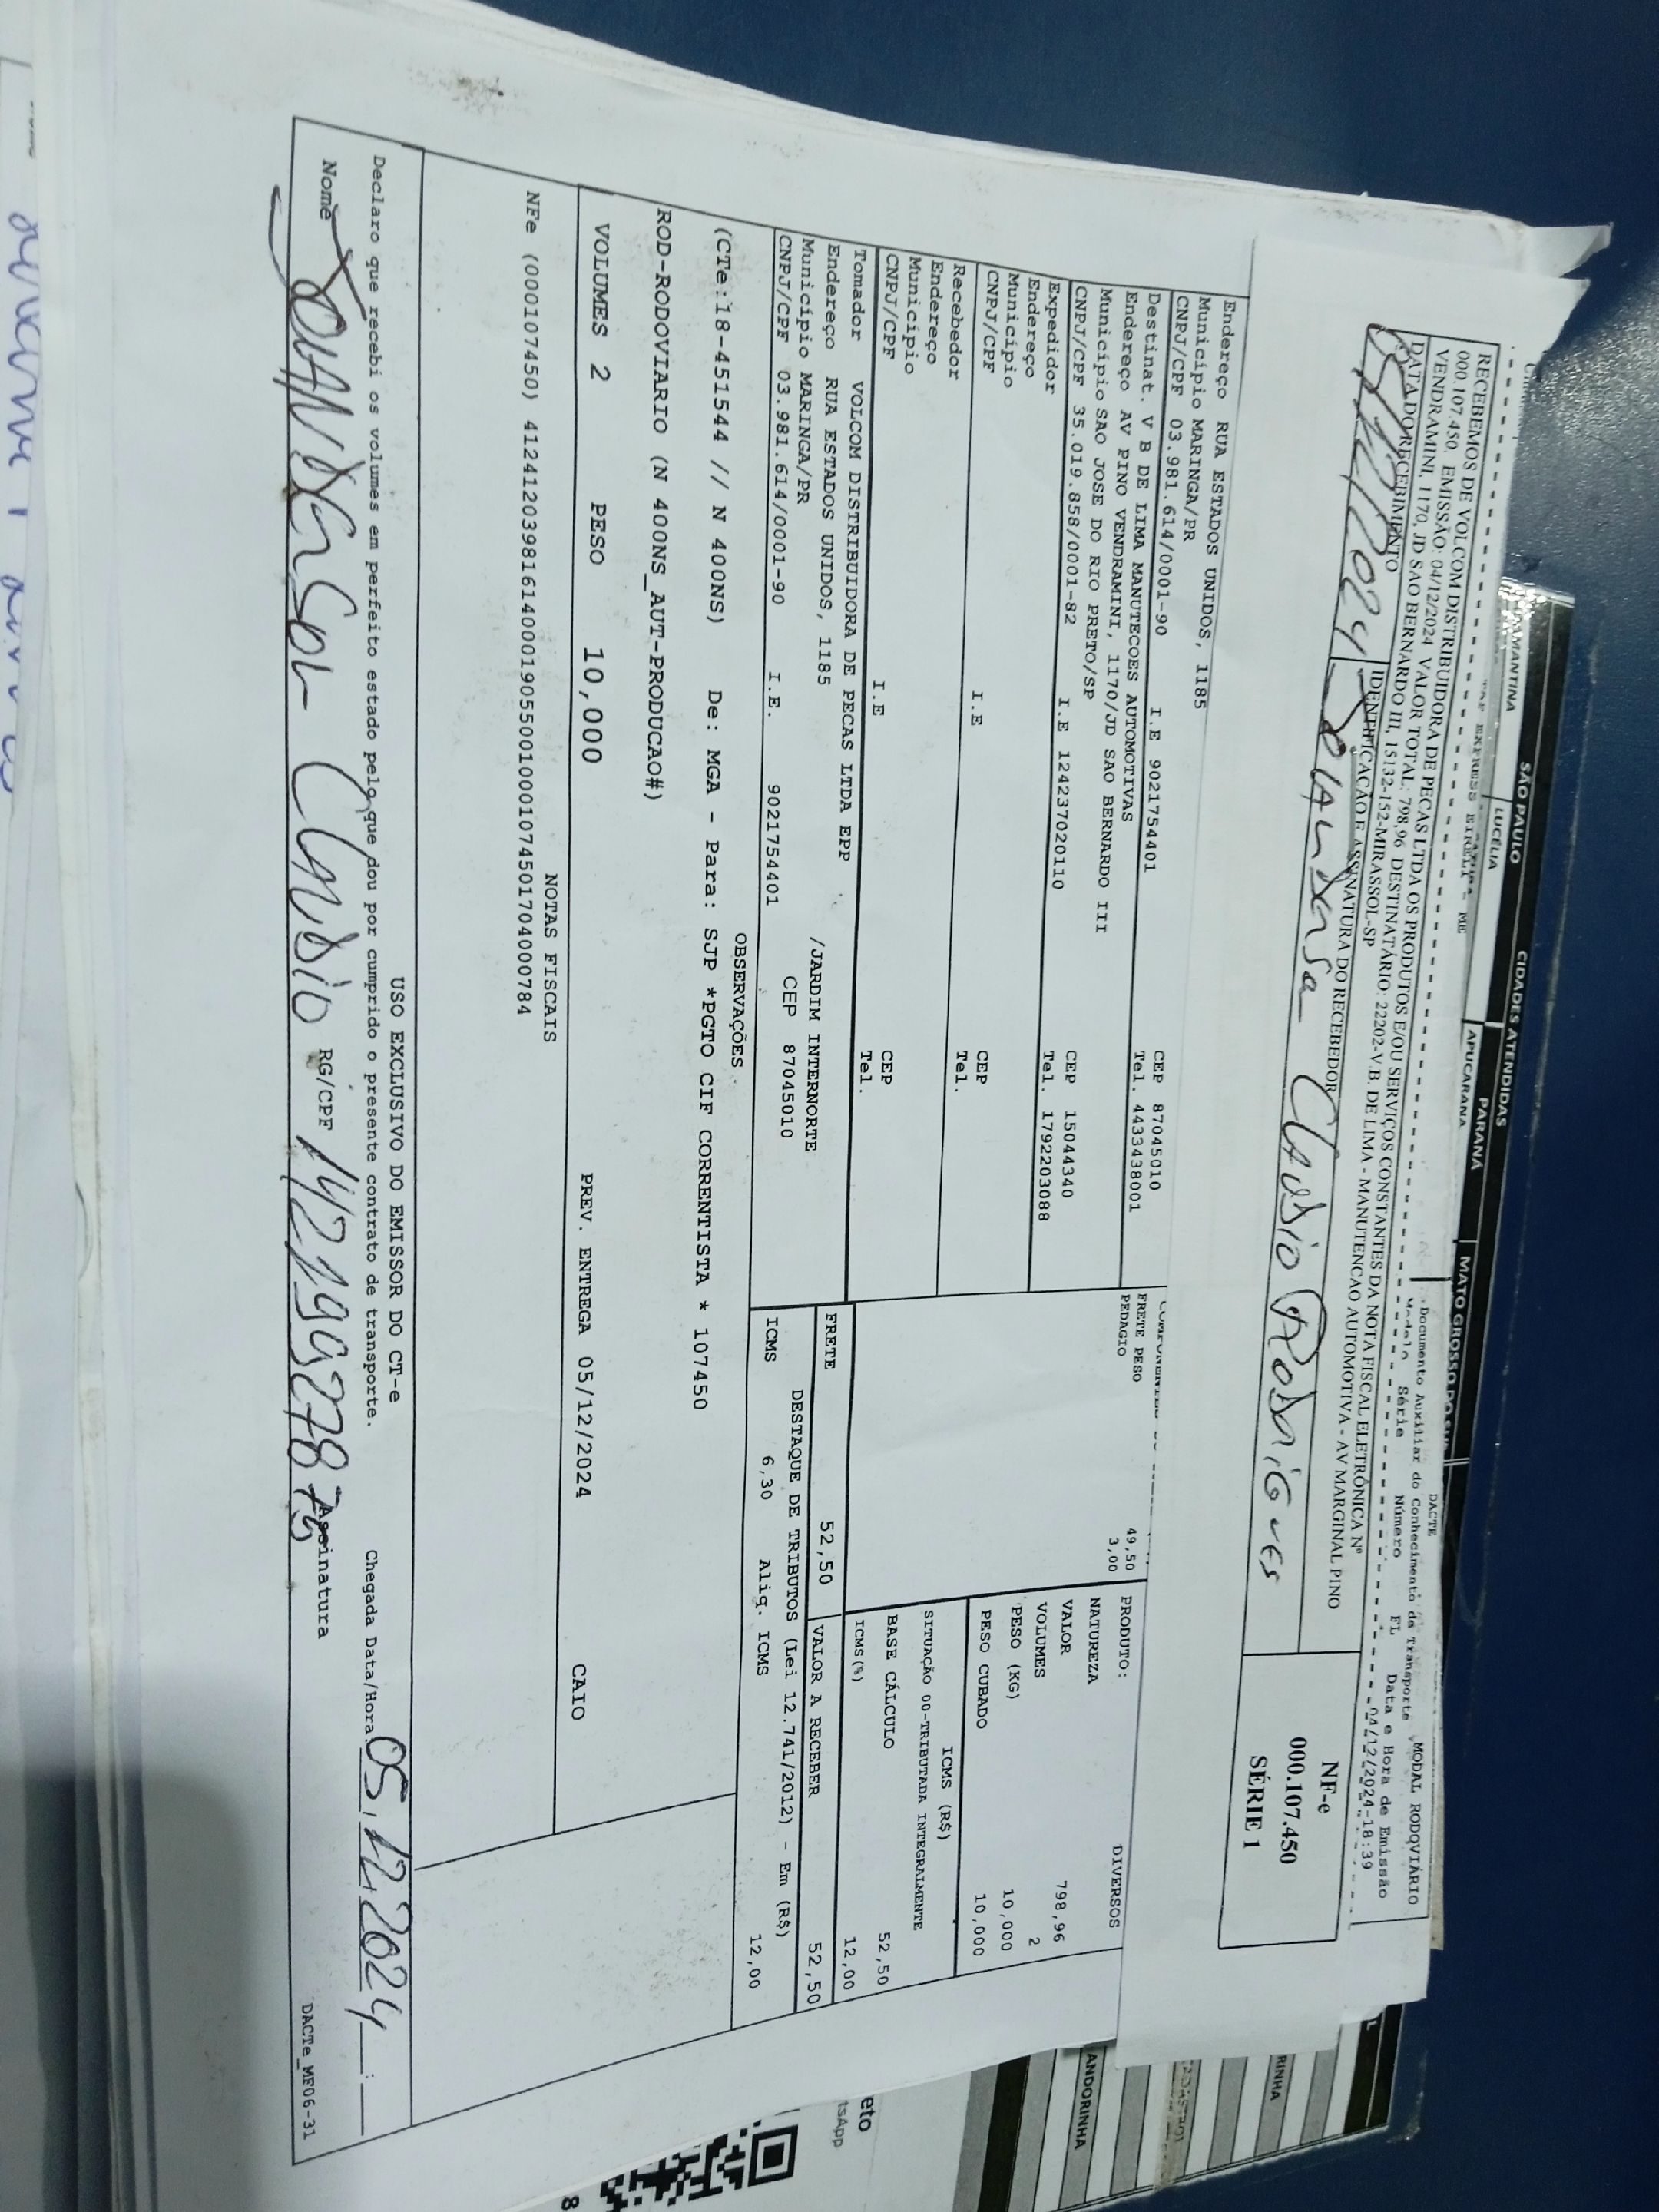 SÃO PAULO
CIDADES ATENDIDAS
PARANÁ
LUCÉLIA
APUCARANA
DACTE
Documento Auxiliar do Conhecimento de Transporte
MODAL RODOVIÁRIO
Série Número FL Data e Hora de Emissão
04/12/2024-18:39
RECEBEMOS DE VOLCOM DISTRIBUIDORA DE PECAS LTDA OS PRODUTOS E/OU SERVIÇOS CONSTANTES DA NOTA FISCAL ELETRÔNICA Nº
000.107.450. EMISSÃO: 04/12/2024 VALOR TOTAL: 798,96 DESTINATÁRIO: 22202-V.B. DE LIMA - MANUTENCAO AUTOMOTIVA - AV MARGINAL PINO
VENDRAMINI, 1170, JD SAO BERNARDO III, 15132-152-MIRASSOL-SP
DATA DO RECEBIMENTO
IDENTIFICAÇÃO E ASSINATURA DO RECEBEDOR
Claudio Rodrigues
NF-e
000.107.450
SÉRIE 1
Endereço RUA ESTADOS UNIDOS, 1185
Município MARINGA/PR CEP 87045010
CNPJ/CPF 03.981.614/0001-90 I.E 9021754401 Tel. 4433438001
Destinat. V B DE LIMA MANUTECOES AUTOMOTIVAS
Endereço AV PINO VENDRAMINI, 1170/JD SAO BERNARDO III
Município SAO JOSE DO RIO PRETO/SP CEP 15044340
CNPJ/CPF 35.019.858/0001-82 I.E 124237020110 Tel. 1792203088
Expedidor
Endereço
Município CEP
CNPJ/CPF I.E Tel.
Recebedor
Endereço
Município CEP
CNPJ/CPF I.E Tel.
Tomador VOLCOM DISTRIBUIDORA DE PECAS LTDA EPP
Endereço RUA ESTADOS UNIDOS, 1185 /JARDIM INTERNORTE
Município MARINGA/PR CEP 87045010
CNPJ/CPF 03.981.614/0001-90 I.E. 9021754401
FRETE PESO 49,50
PEDAGIO 3,00
PRODUTO: DIVERSOS
NATUREZA
VALOR 798,96
VOLUMES 2
PESO (KG) 10,000
PESO CUBADO 10,000
ICMS (R$)
SITUAÇÃO 00-TRIBUTADA INTEGRALMENTE
BASE CÁLCULO 52,50
ICMS(%) 12,00
FRETE 52,50 VALOR A RECEBER 52,50
DESTAQUE DE TRIBUTOS (Lei 12.741/2012) - Em (R$)
ICMS 6,30 Aliq. ICMS 12,00
OBSERVAÇÕES
(CTe:18-451544 // N 400NS) De: MGA - Para: SJP *PGTO CIF CORRENTISTA * 107450
ROD-RODOVIARIO (N 400NS_AUT-PRODUCAO#)
VOLUMES 2 PESO 10,000 PREV. ENTREGA 05/12/2024 CAIO
NOTAS FISCAIS
NFe (000107450) 41241203981614000190550010001074501704000784
USO EXCLUSIVO DO EMISSOR DO CT-e
Declaro que recebi os volumes em perfeito estado pelo que dou por cumprido o presente contrato de transporte. Chegada Data/Hora 05,12,2024
Nome Claudio RG/CPF Assinatura
DACTe_MF06-31
ANDORINHA